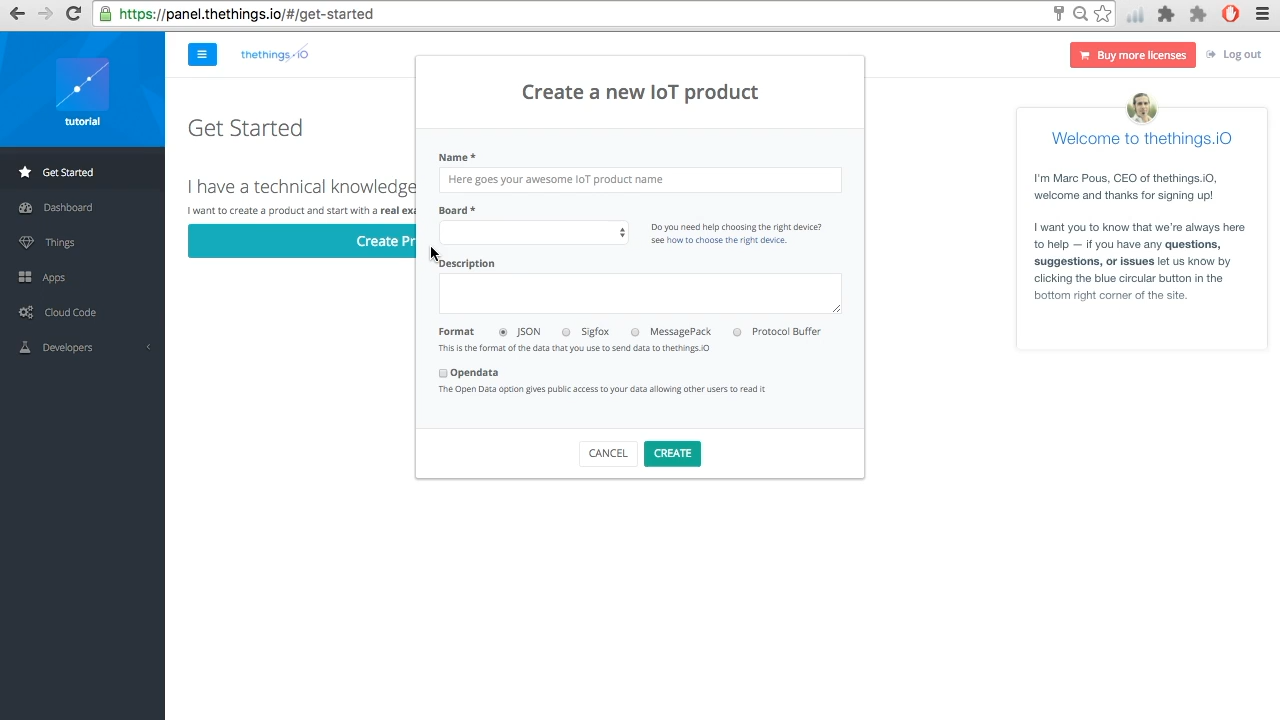 https://panel.thethings.io/#/get-started
tutorial
Get Started
Dashboard
Things
Apps
Cloud Code
Developers
thethings.iO
Buy more licenses
Log out
Get Started
I have a technical knowledge
I want to create a product and start with a real exa
Create Pr
Create a new IoT product
Name *
Here goes your awesome IoT product name
Board *
Do you need help choosing the right device?
see how to choose the right device.
Description
Format JSON Sigfox MessagePack Protocol Buffer
This is the format of the data that you use to send data to thethings.iO
Opendata
The Open Data option gives public access to your data allowing other users to read it
CANCEL CREATE
Welcome to thethings.iO
I'm Marc Pous, CEO of thethings.iO,
welcome and thanks for signing up!
I want you to know that we're always here
to help — if you have any questions,
suggestions, or issues let us know by
clicking the blue circular button in the
bottom right corner of the site.